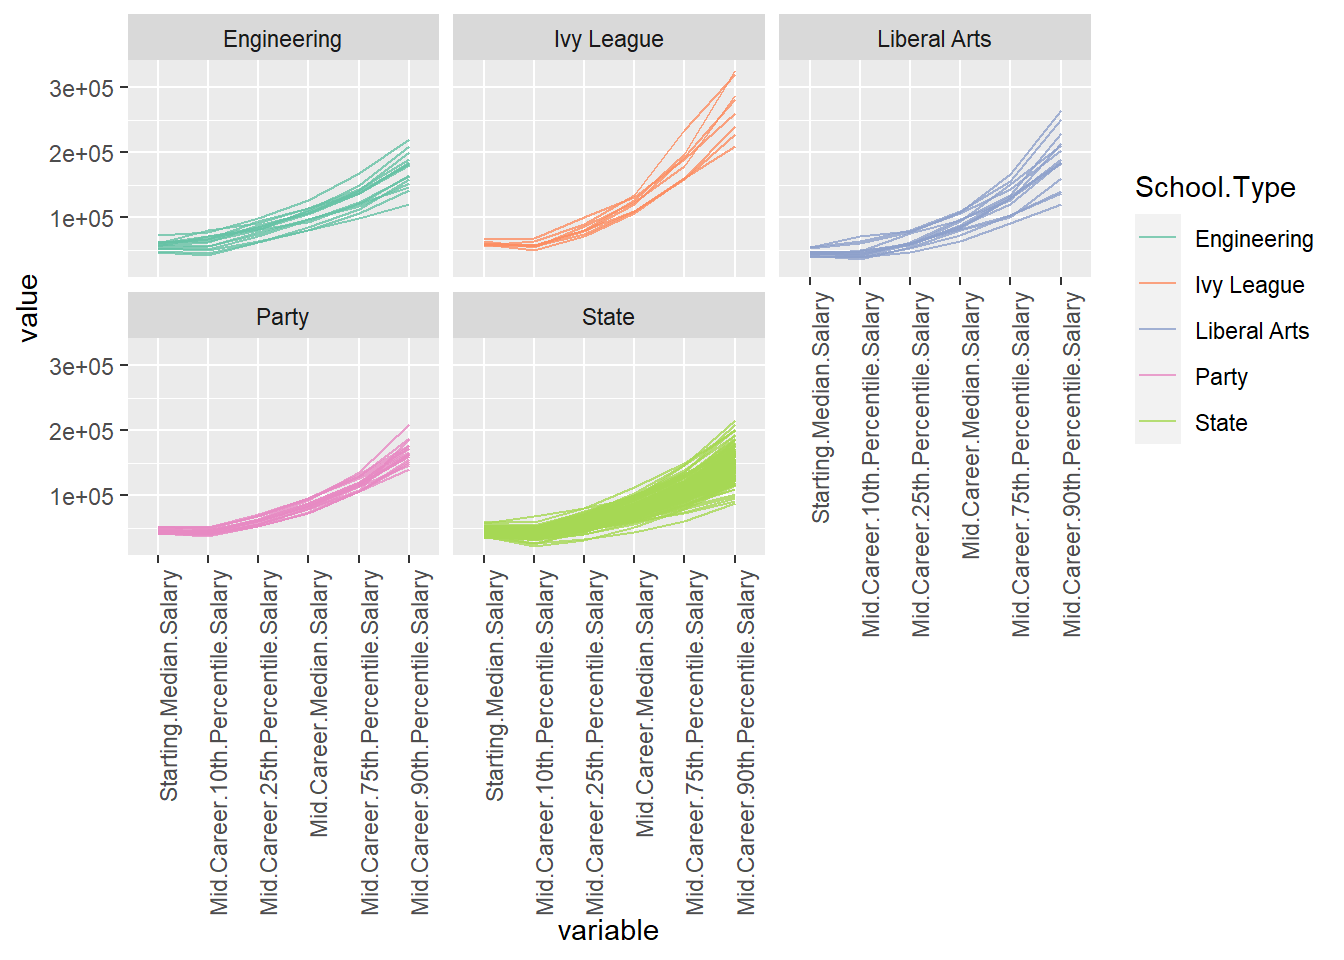 Engineering
Ivy League
Liberal Arts
3e+05
2e+05
1e+05
Party
State
3e+05
2e+05
1e+05
value
Starting.Median.Salary
Mid.Career.10th.Percentile.Salary
Mid.Career.25th.Percentile.Salary
Mid.Career.Median.Salary
Mid.Career.75th.Percentile.Salary
Mid.Career.90th.Percentile.Salary
Starting.Median.Salary
Mid.Career.10th.Percentile.Salary
Mid.Career.25th.Percentile.Salary
Mid.Career.Median.Salary
Mid.Career.75th.Percentile.Salary
Mid.Career.90th.Percentile.Salary
Starting.Median.Salary
Mid.Career.10th.Percentile.Salary
Mid.Career.25th.Percentile.Salary
Mid.Career.Median.Salary
Mid.Career.75th.Percentile.Salary
Mid.Career.90th.Percentile.Salary
variable
School.Type
Engineering
Ivy League
Liberal Arts
Party
State